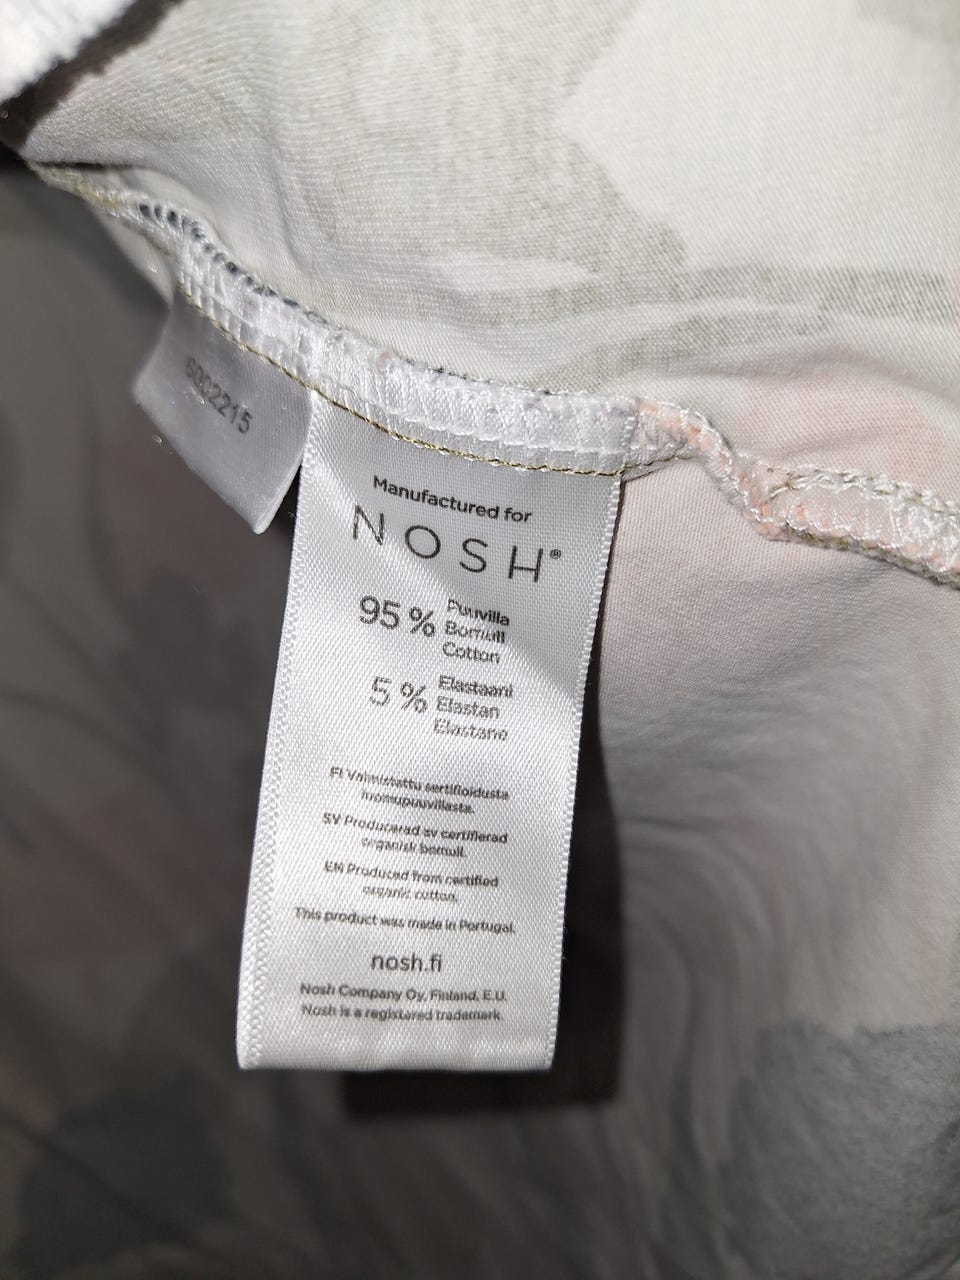 6002215
Manufactured for
NOSH®
95 % Puuvilla
Bomull
Cotton
5 % Elastaani
Elastan
Elastane
FI Valmistettu sertifioidusta
luomupuuvillasta.
SV Producerad av certifierad
organisk bomull.
EN Produced from certified
organic cotton.
This product was made in Portugal.
nosh.fi
Nosh Company Oy, Finland, E.U.
Nosh is a registered trademark.